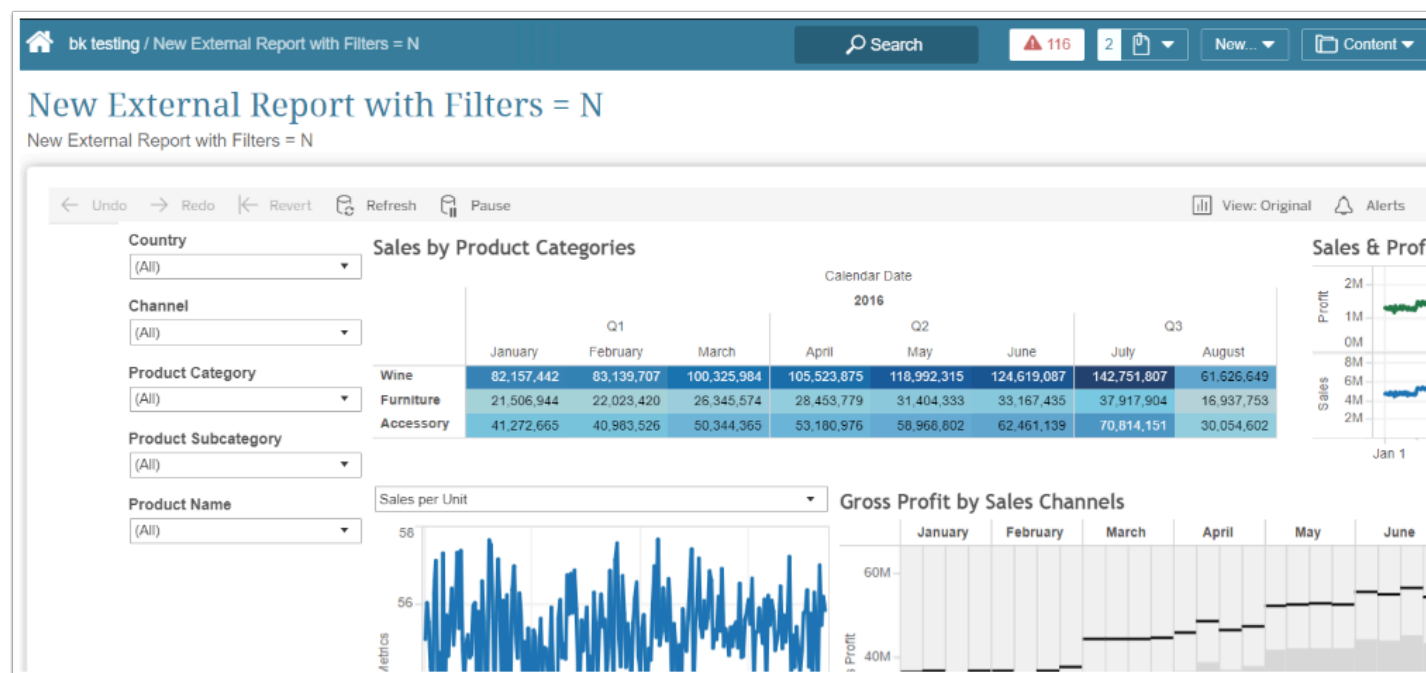 bk testing / New External Report with Filters = N
Search
116
2
New...
Content
New External Report with Filters = N
New External Report with Filters = N
Undo Redo Revert Refresh Pause View: Original Alerts
Country
(All)
Channel
(All)
Product Category
(All)
Product Subcategory
(All)
Product Name
(All)
Sales by Product Categories
Calendar Date
2016
Q1 Q2 Q3
January February March April May June July August
Wine 82,157,442 83,139,707 100,325,984 105,523,875 118,992,315 124,619,087 142,751,807 61,626,649
Furniture 21,506,944 22,023,420 26,345,574 28,453,779 31,404,333 33,167,435 37,917,904 16,937,753
Accessory 41,272,665 40,983,526 50,344,365 53,180,976 58,968,802 62,461,139 70,814,151 30,054,602
Sales & Prof
Profit
2M
1M
0M
Sales
8M
6M
4M
2M
Jan 1
Sales per Unit
58
56
Metrics
Gross Profit by Sales Channels
January February March April May June
60M
40M
s Profit